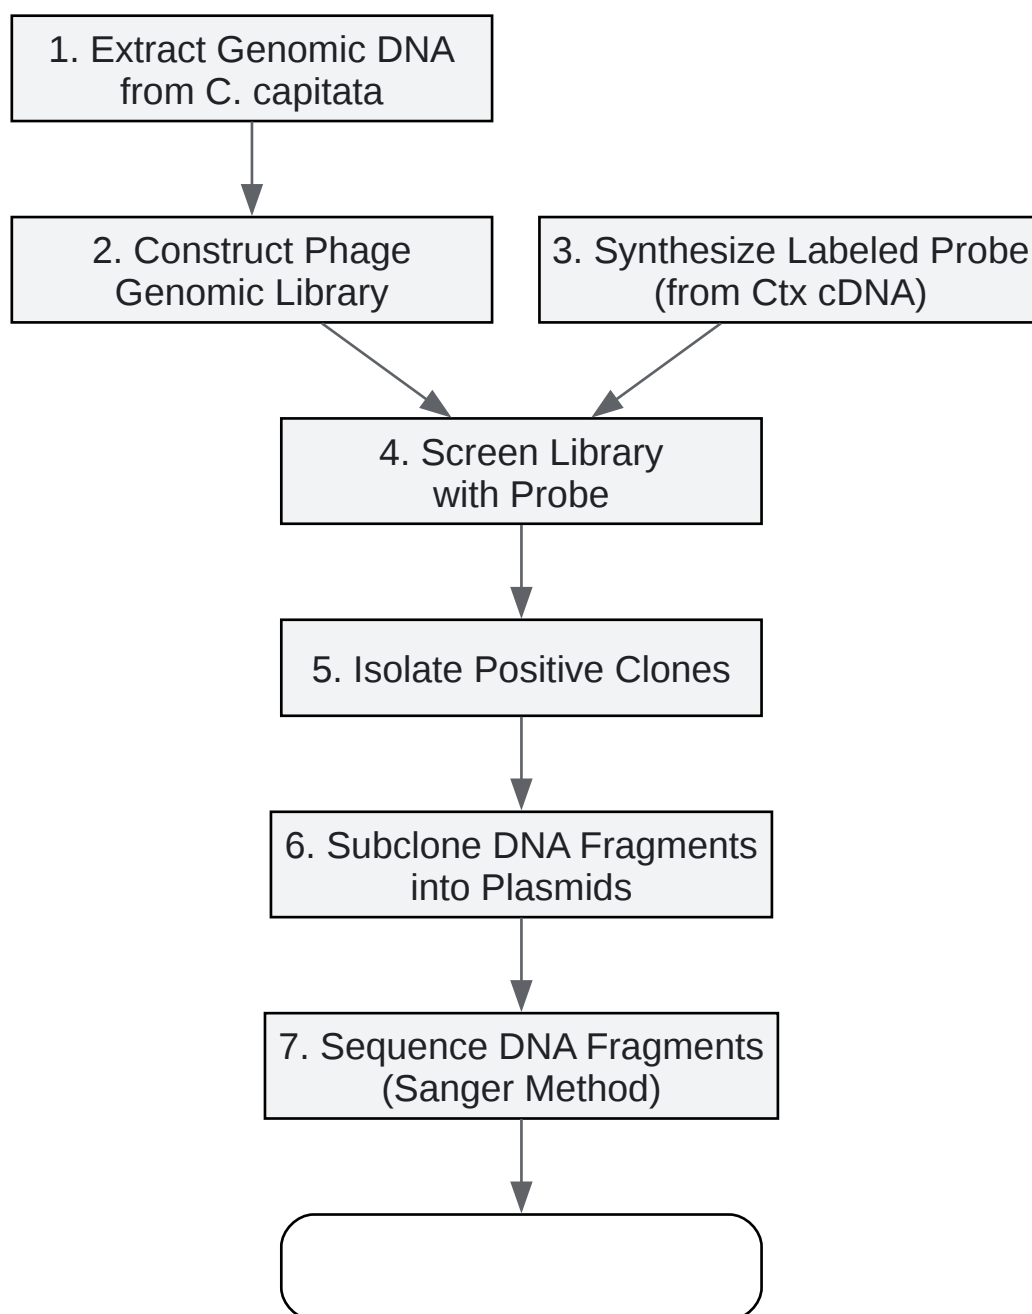 1. Extract Genomic DNA
from C. capitata
2. Construct Phage
Genomic Library
3. Synthesize Labeled Probe
(from Ctx cDNA)
4. Screen Library
with Probe
5. Isolate Positive Clones
6. Subclone DNA Fragments
into Plasmids
7. Sequence DNA Fragments
(Sanger Method)